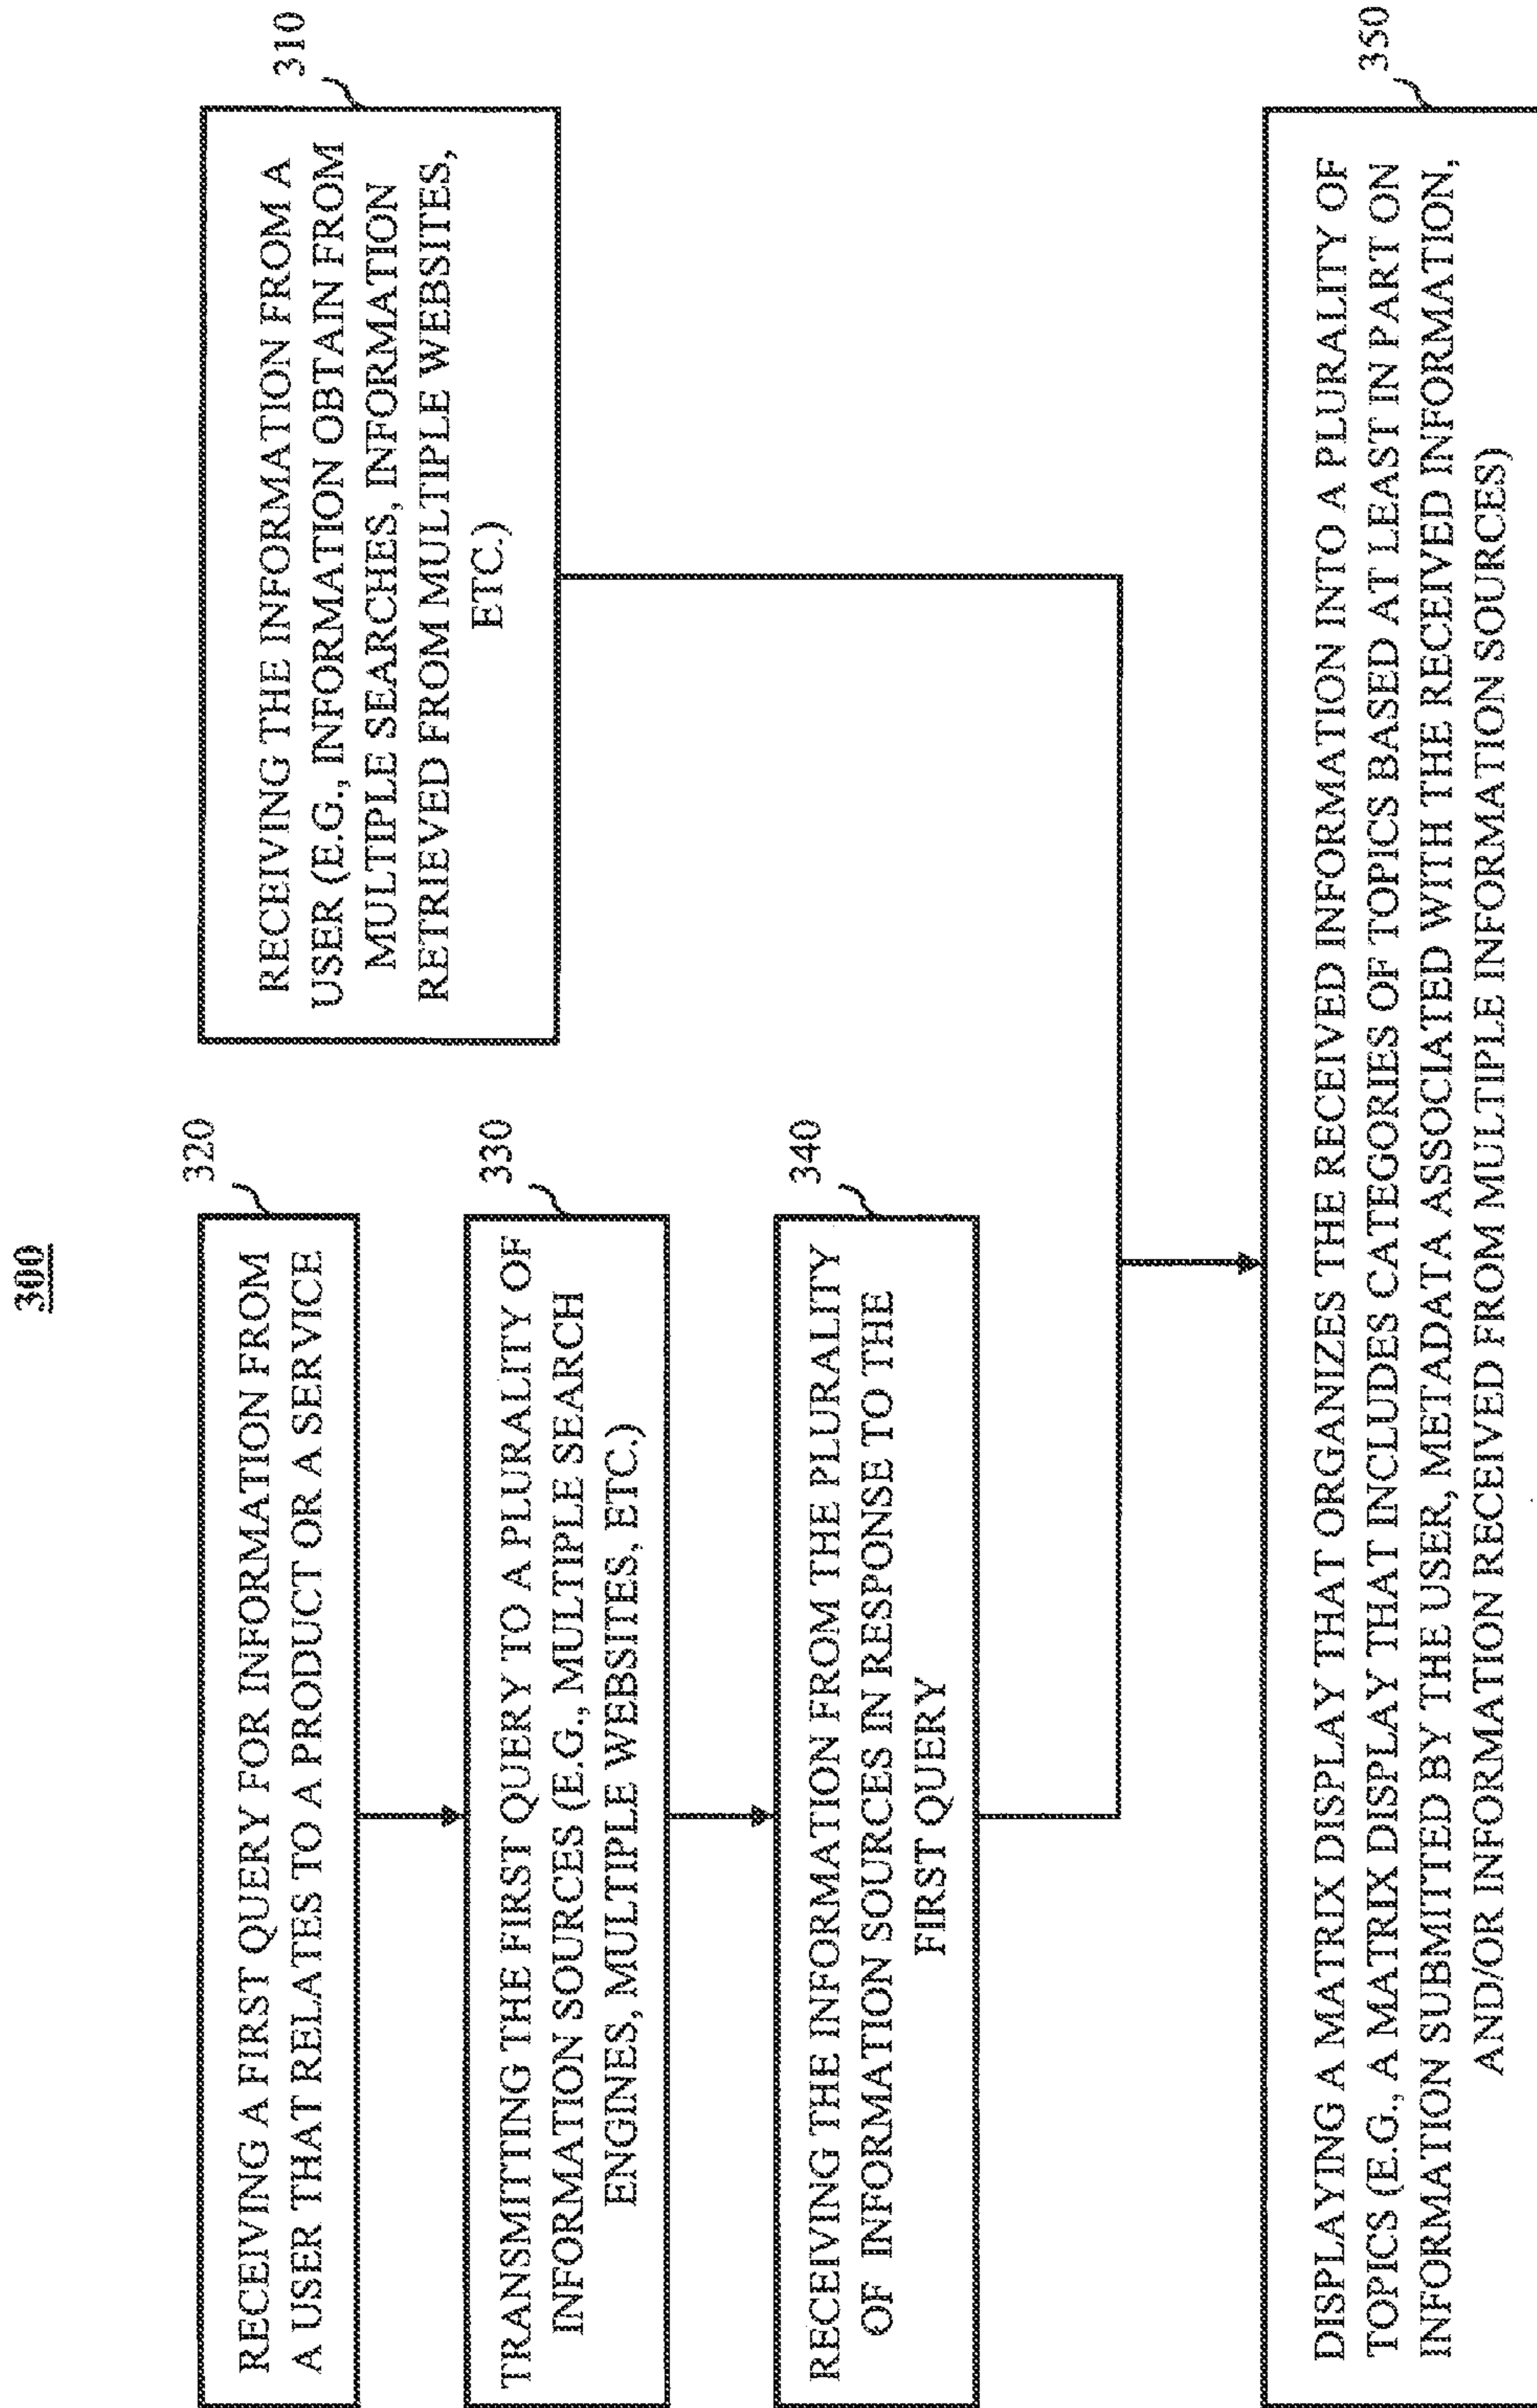 300
320
RECEIVING A FIRST QUERY FOR INFORMATION FROM
A USER THAT RELATES TO A PRODUCT OR A SERVICE
330
TRANSMITTING THE FIRST QUERY TO A PLURALITY OF
INFORMATION SOURCES (E.G., MULTIPLE SEARCH
ENGINES, MULTIPLE WEBSITES, ETC.)
340
RECEIVING THE INFORMATION FROM THE PLURALITY
OF INFORMATION SOURCES IN RESPONSE TO THE
FIRST QUERY
310
RECEIVING THE INFORMATION FROM A
USER (E.G., INFORMATION OBTAIN FROM
MULTIPLE SEARCHES, INFORMATION
RETRIEVED FROM MULTIPLE WEBSITES,
ETC.)
350
DISPLAYING A MATRIX DISPLAY THAT ORGANIZES THE RECEIVED INFORMATION INTO A PLURALITY OF
TOPICS (E.G., A MATRIX DISPLAY THAT INCLUDES CATEGORIES OF TOPICS BASED AT LEAST IN PART ON
INFORMATION SUBMITTED BY THE USER, METADATA ASSOCIATED WITH THE RECEIVED INFORMATION,
AND/OR INFORMATION RECEIVED FROM MULTIPLE INFORMATION SOURCES)